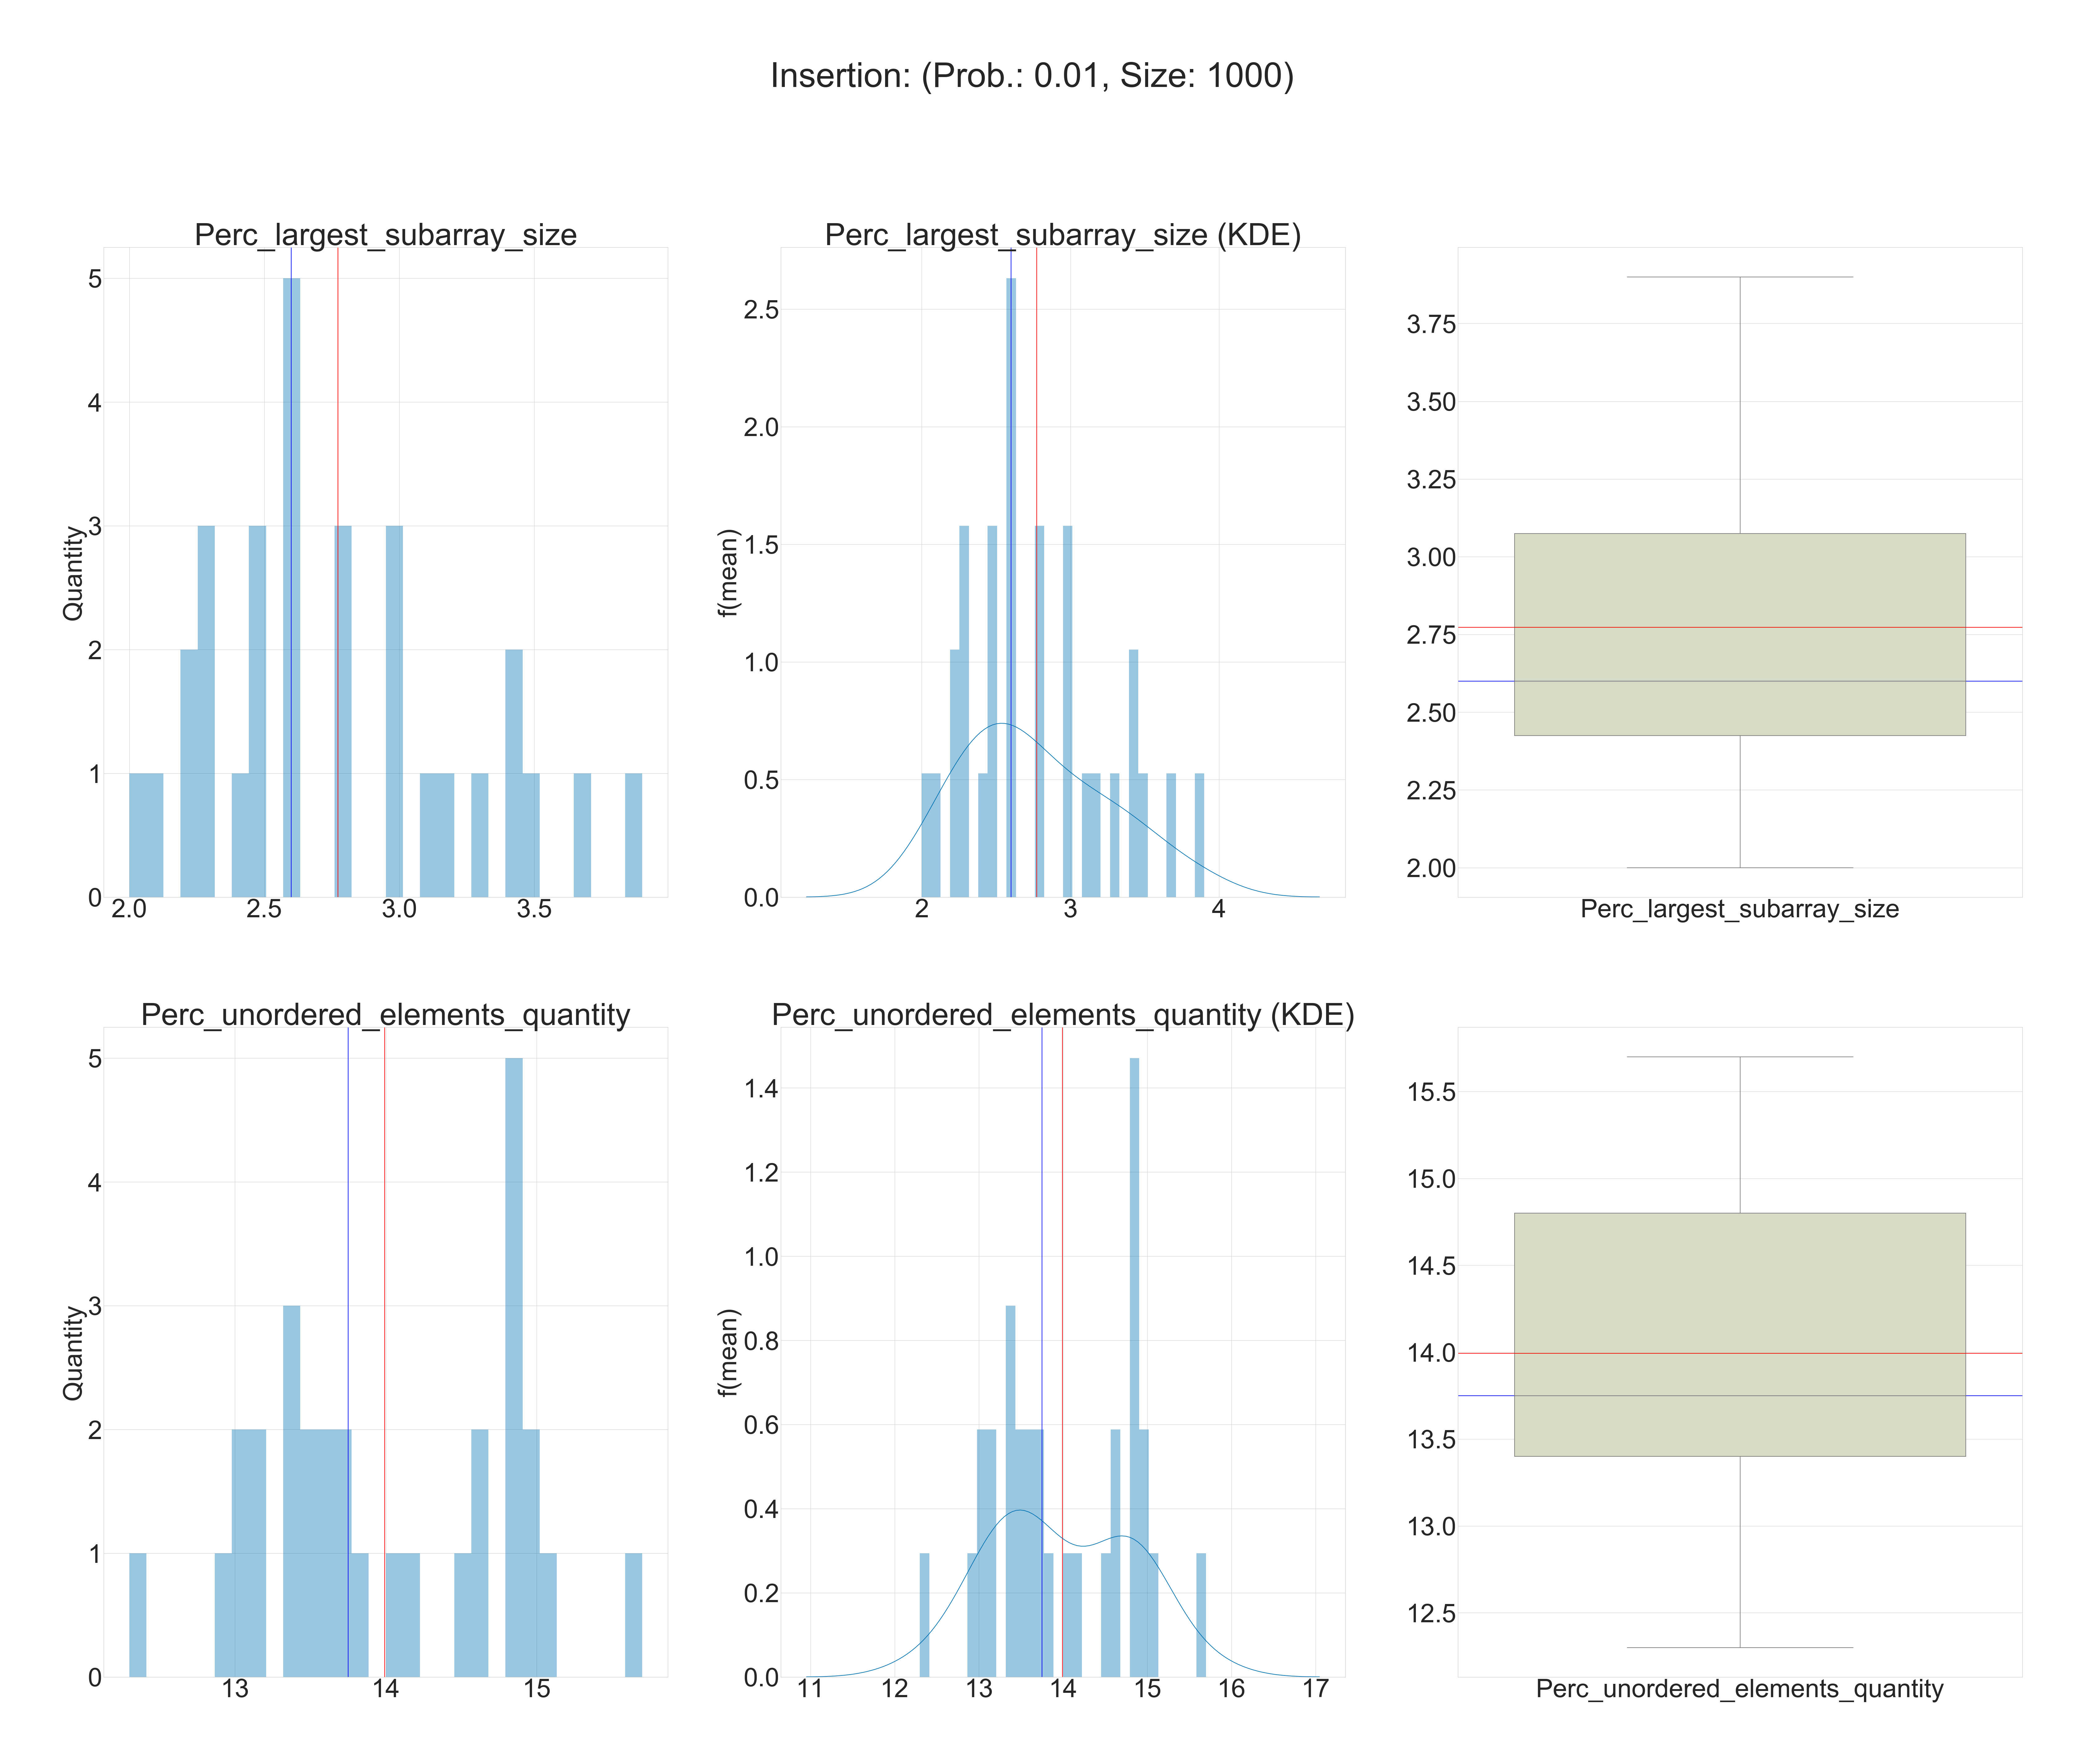 Insertion: (Prob.: 0.01, Size: 1000)
Perc_largest_subarray_size
Quantity
5
4
3
2
1
0
2.0 2.5 3.0 3.5
Perc_largest_subarray_size (KDE)
f(mean)
2.5
2.0
1.5
1.0
0.5
0.0
2 3 4
3.75
3.50
3.25
3.00
2.75
2.50
2.25
2.00
Perc_largest_subarray_size
Perc_unordered_elements_quantity
Quantity
5
4
3
2
1
0
13 14 15
Perc_unordered_elements_quantity (KDE)
f(mean)
1.4
1.2
1.0
0.8
0.6
0.4
0.2
0.0
11 12 13 14 15 16 17
15.5
15.0
14.5
14.0
13.5
13.0
12.5
Perc_unordered_elements_quantity